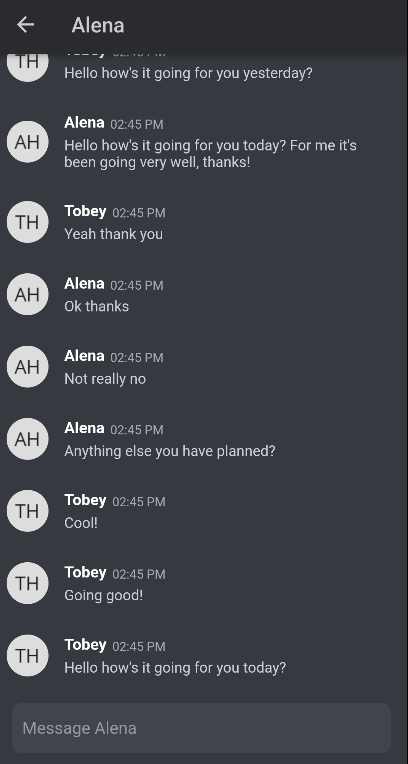 Alena
TH
Tobey 02:45 PM
Hello how's it going for you yesterday?
AH
Alena 02:45 PM
Hello how's it going for you today? For me it's
been going very well, thanks!
TH
Tobey 02:45 PM
Yeah thank you
AH
Alena 02:45 PM
Ok thanks
AH
Alena 02:45 PM
Not really no
AH
Alena 02:45 PM
Anything else you have planned?
TH
Tobey 02:45 PM
Cool!
TH
Tobey 02:45 PM
Going good!
TH
Tobey 02:45 PM
Hello how's it going for you today?
Message Alena